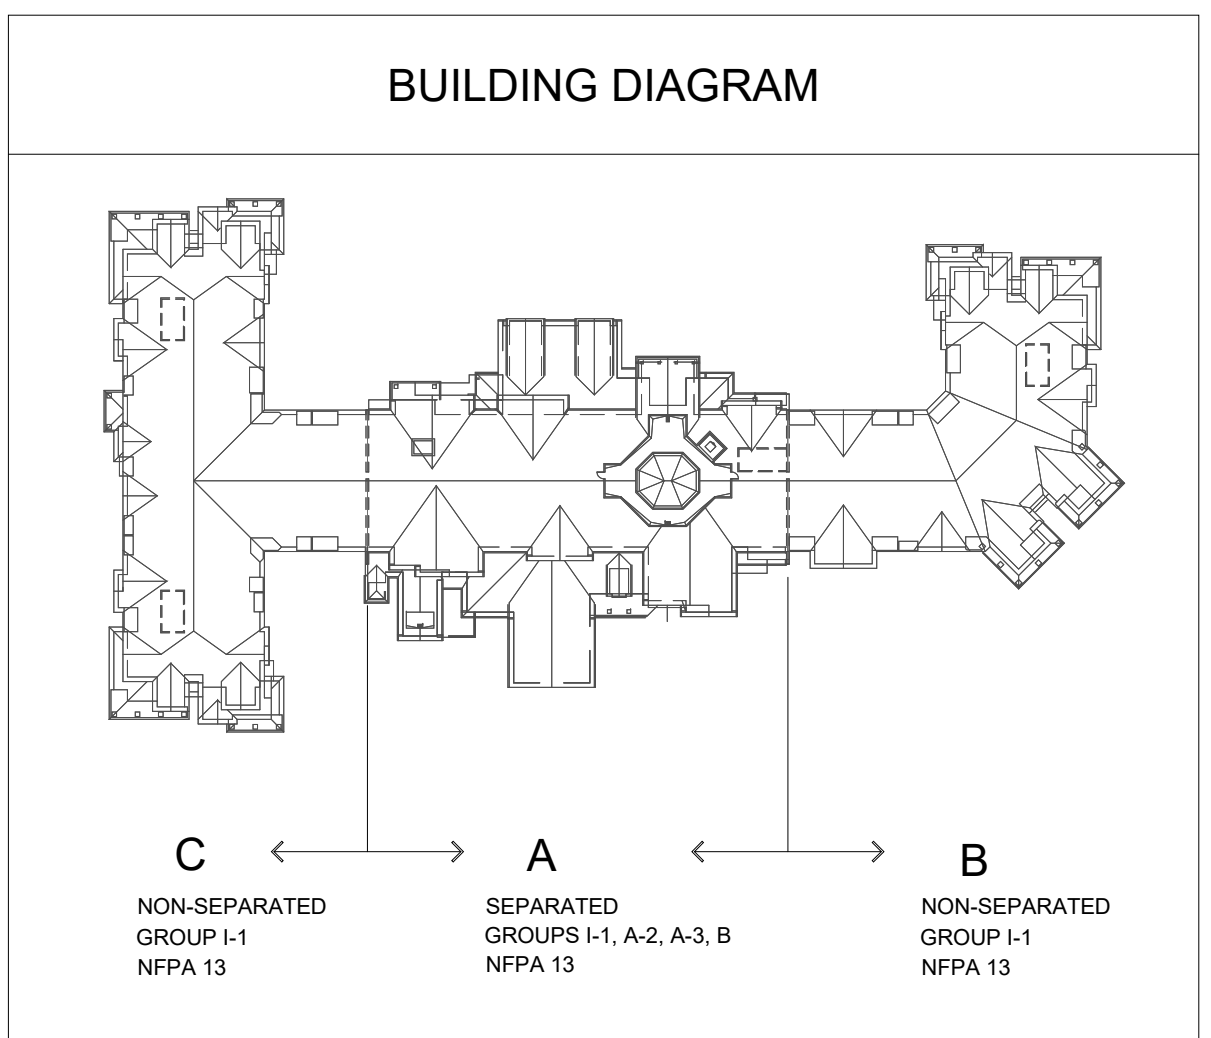 BUILDING DIAGRAM
C
NON-SEPARATED
GROUP I-1
NFPA 13
A
SEPARATED
GROUPS I-1, A-2, A-3, B
NFPA 13
B
NON-SEPARATED
GROUP I-1
NFPA 13